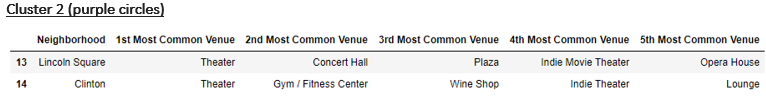 Cluster 2 (purple circles)
Neighborhood 1st Most Common Venue 2nd Most Common Venue 3rd Most Common Venue 4th Most Common Venue 5th Most Common Venue
13 Lincoln Square Theater Concert Hall Plaza Indie Movie Theater Opera House
14 Clinton Theater Gym / Fitness Center Wine Shop Indie Theater Lounge